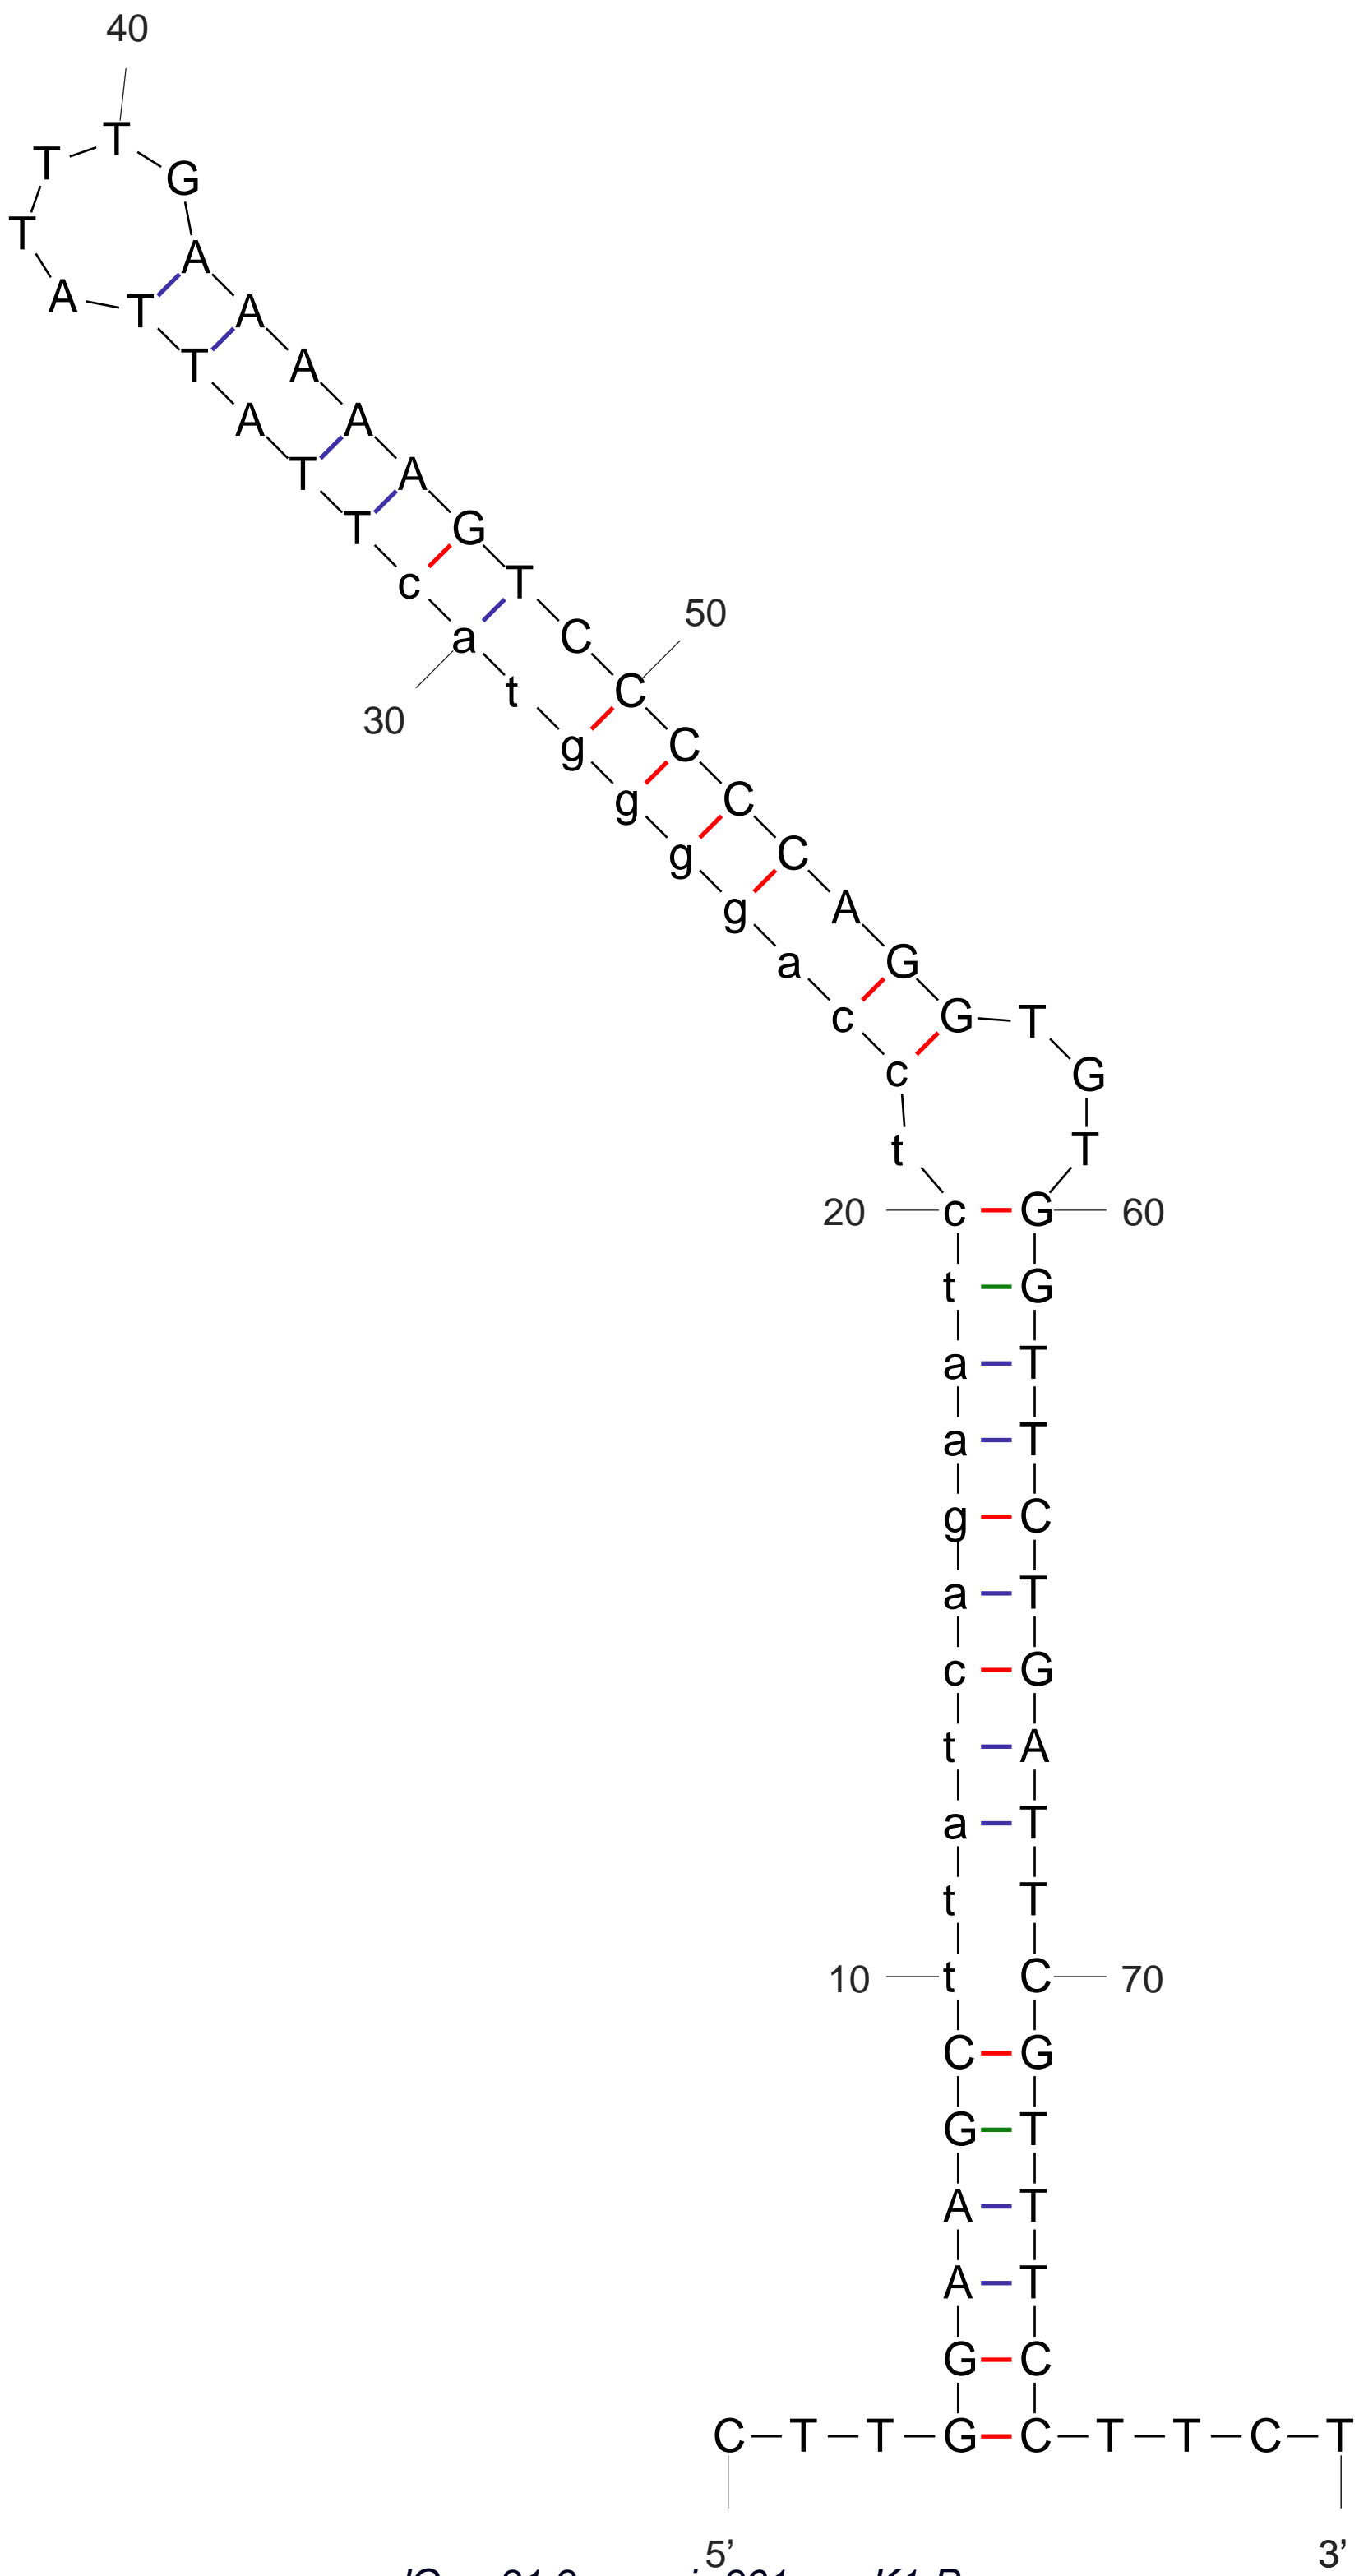 40
T
T G
T
A
A T A
T A
A A
T A
T G
c T
50
a C
t C
30
g C
g C
g C
g A
a G
c G T
c G
t T
20 c G 60
t G
a T
a T
g C
a T
c G
t A
a T
t T
10 t C 70
C G
G T
A T
A T
G C
C T T G C T T C T
5’ 3’